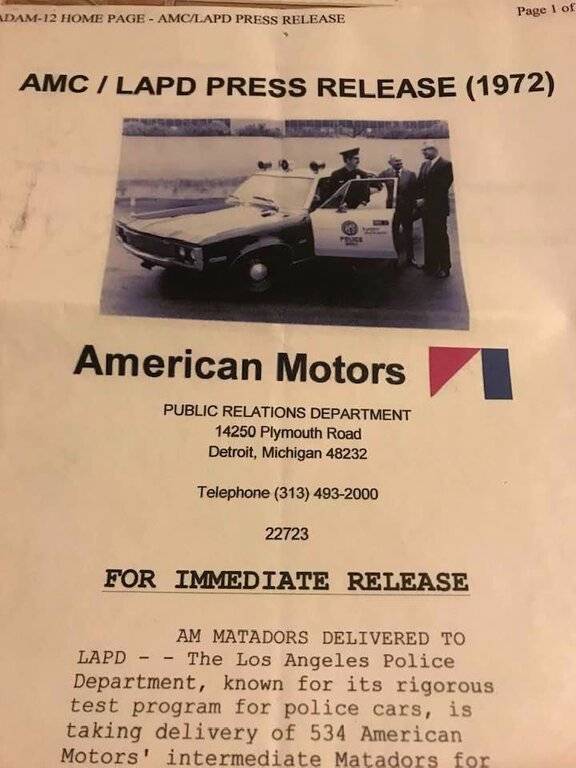 ADAM-12 HOME PAGE - AMC/LAPD PRESS RELEASE
Page 1 of
AMC / LAPD PRESS RELEASE (1972)
POLICE
American Motors
PUBLIC RELATIONS DEPARTMENT
14250 Plymouth Road
Detroit, Michigan 48232
Telephone (313) 493-2000
22723
FOR IMMEDIATE RELEASE
AM MATADORS DELIVERED TO
LAPD - - The Los Angeles Police
Department, known for its rigorous
test program for police cars, is
taking delivery of 534 American
Motors' intermediate Matadors for